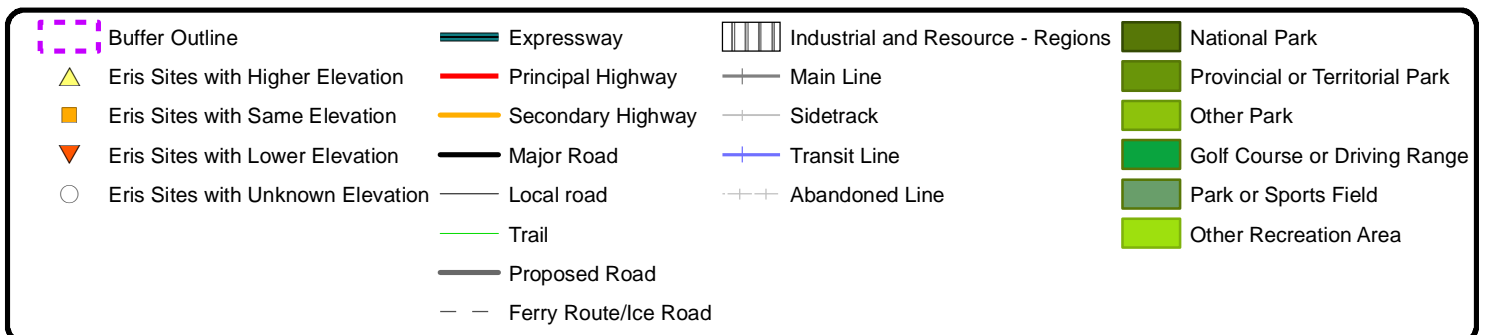 Buffer Outline
Eris Sites with Higher Elevation
Eris Sites with Same Elevation
Eris Sites with Lower Elevation
Eris Sites with Unknown Elevation
Expressway
Principal Highway
Secondary Highway
Major Road
Local road
Trail
Proposed Road
Ferry Route/Ice Road
Industrial and Resource - Regions
Main Line
Sidetrack
Transit Line
Abandoned Line
National Park
Provincial or Territorial Park
Other Park
Golf Course or Driving Range
Park or Sports Field
Other Recreation Area